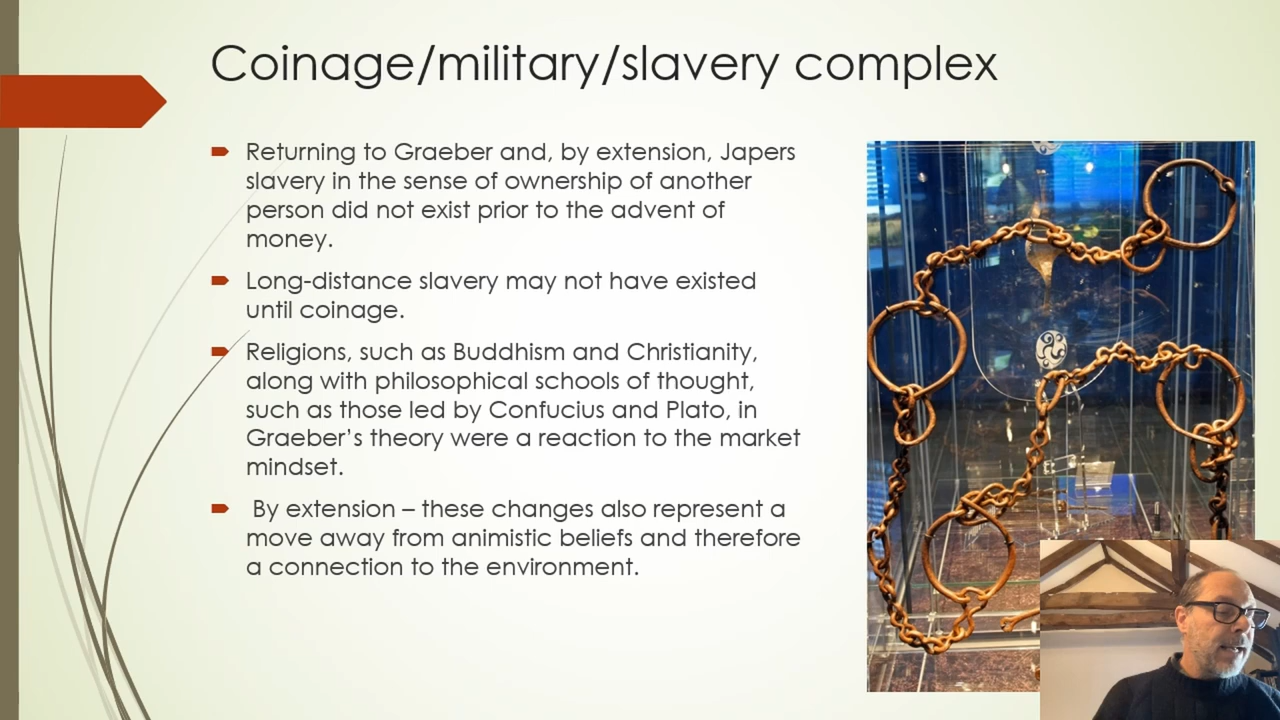 Coinage/military/slavery complex
Returning to Graeber and, by extension, Japers
slavery in the sense of ownership of another
person did not exist prior to the advent of
money.
Long-distance slavery may not have existed
until coinage.
Religions, such as Buddhism and Christianity,
along with philosophical schools of thought,
such as those led by Confucius and Plato, in
Graeber’s theory were a reaction to the market
mindset.
By extension – these changes also represent a
move away from animistic beliefs and therefore
a connection to the environment.